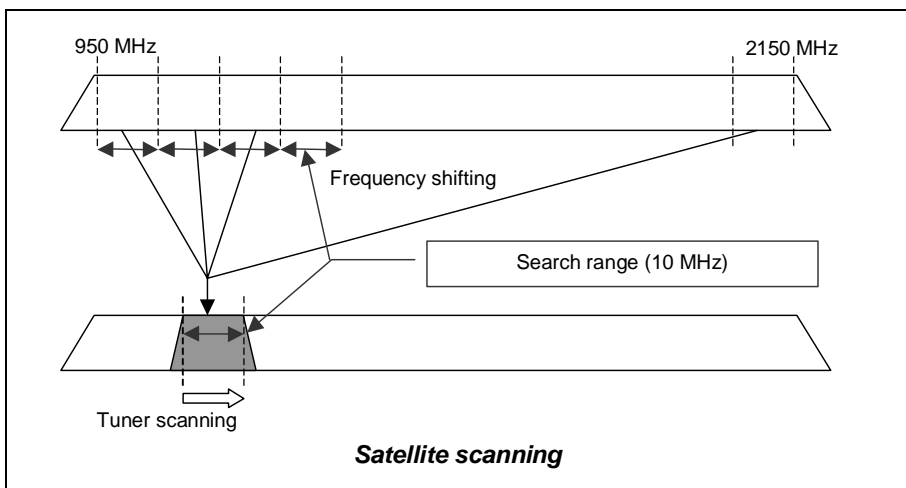 950 MHz
2150 MHz
Frequency shifting
Search range (10 MHz)
Tuner scanning
Satellite scanning